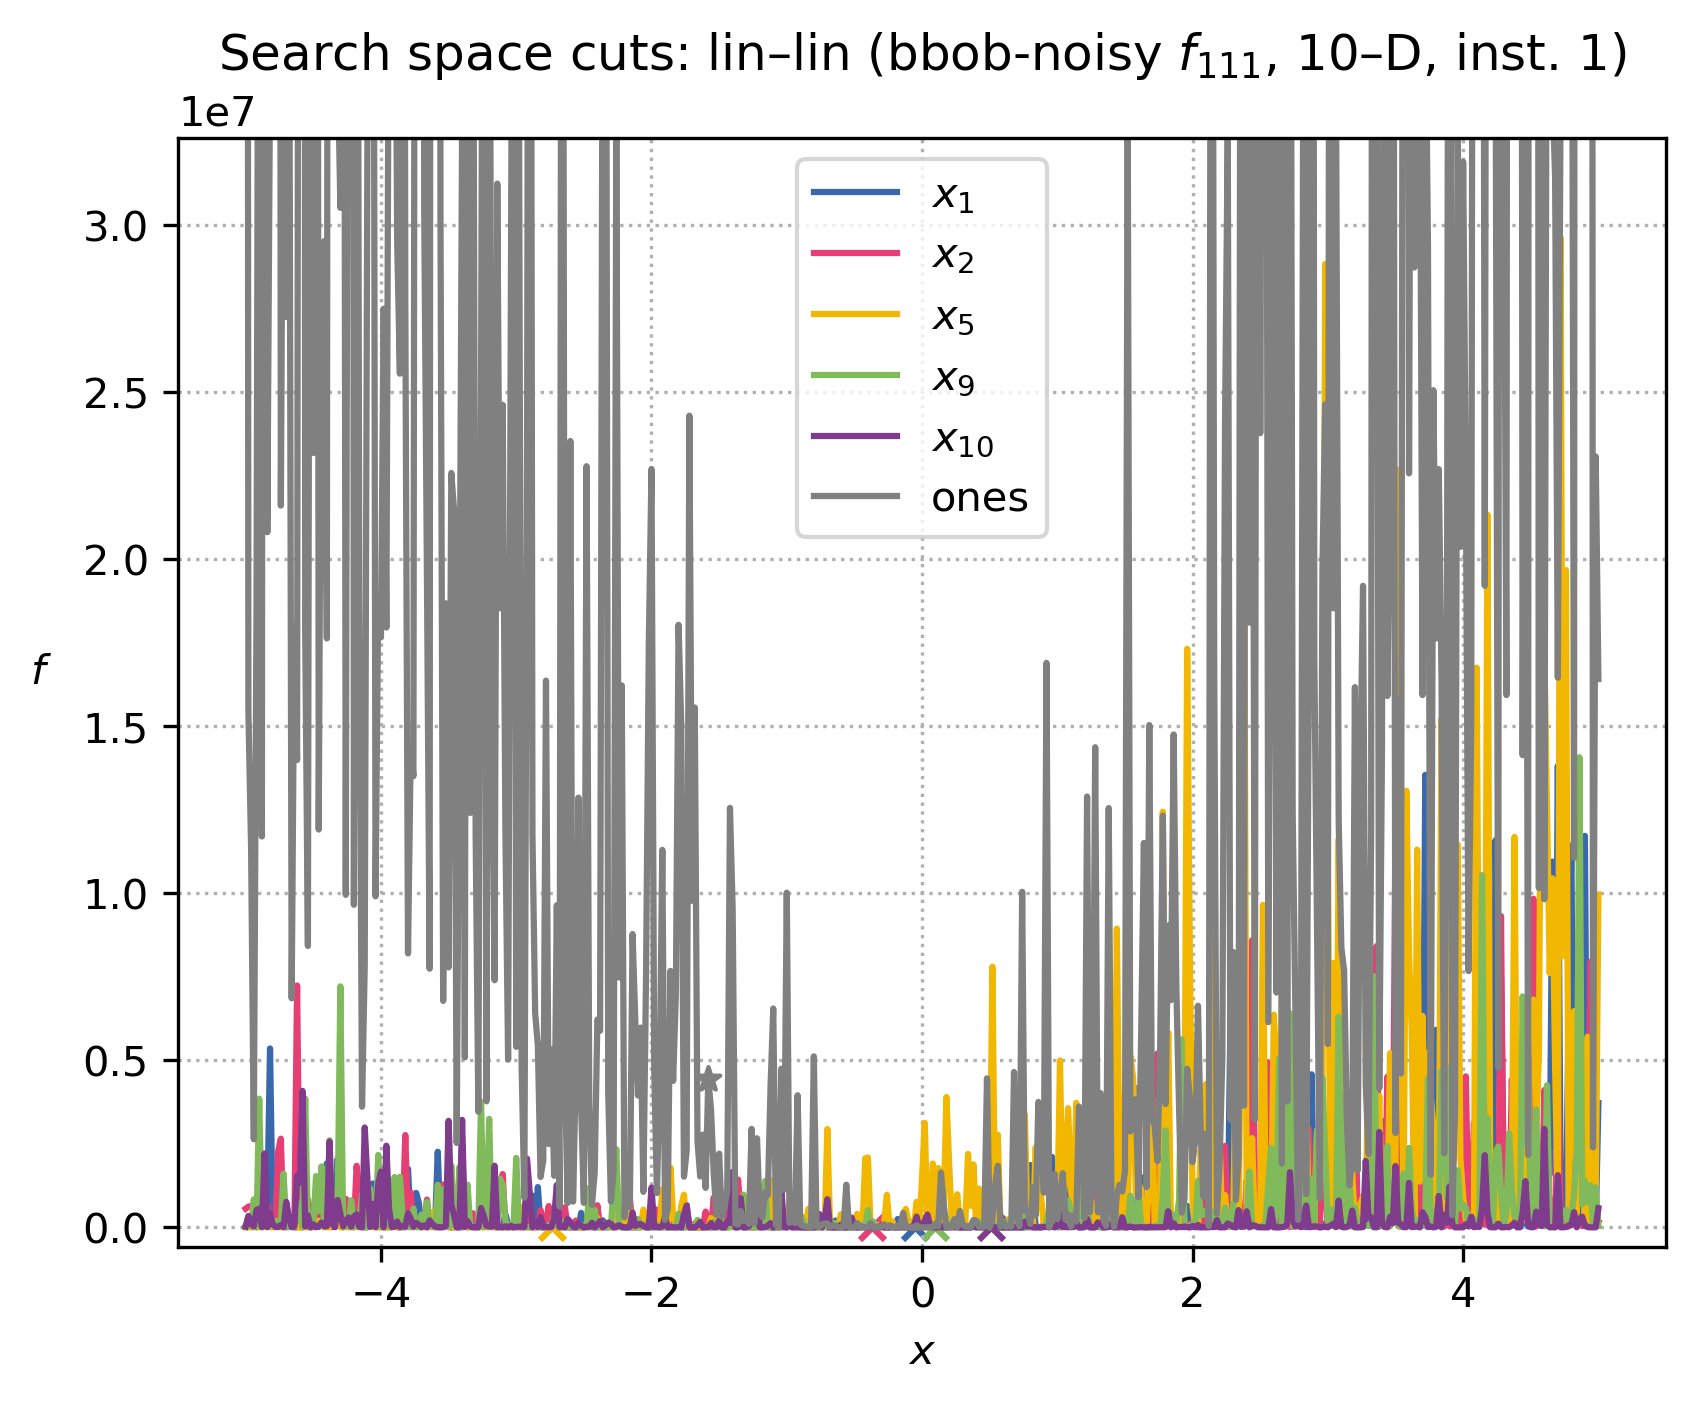 Search space cuts: lin–lin (bbob-noisy f₁₁₁, 10–D, inst. 1)
1e7
x₁
x₂
x₅
x₉
x₁₀
ones
3.0
2.5
2.0
1.5
1.0
0.5
0.0
f
−4 −2 0 2 4
x